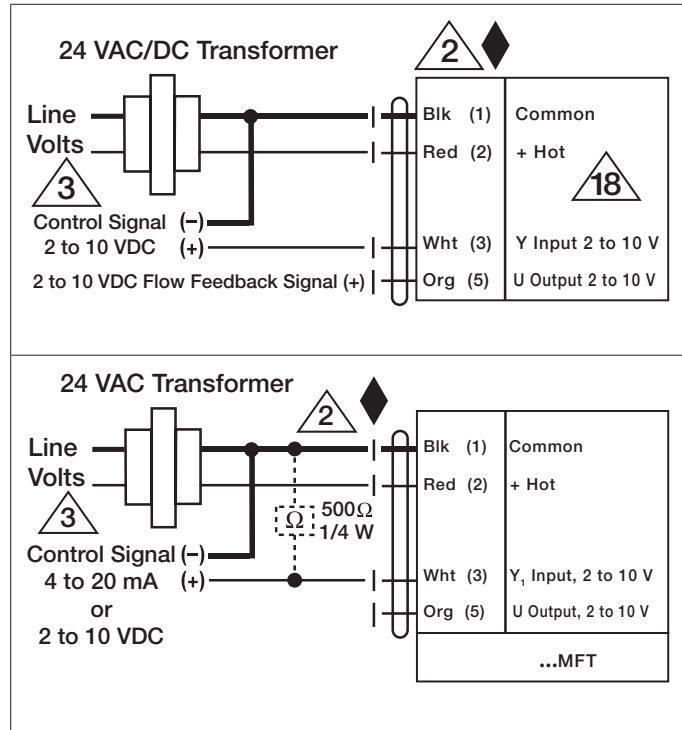 24 VAC/DC Transformer
2
Line
Volts
3
Blk (1) Common
Red (2) + Hot
18
Control Signal (-)
2 to 10 VDC (+)
Wht (3) Y Input 2 to 10 V
2 to 10 VDC Flow Feedback Signal (+)
Org (5) U Output 2 to 10 V
24 VAC Transformer
2
Line
Volts
3
Blk (1) Common
Red (2) + Hot
Ω
500Ω
1/4 W
Control Signal (-)
4 to 20 mA (+)
or
2 to 10 VDC
Wht (3) Y₁ Input, 2 to 10 V
Org (5) U Output, 2 to 10 V
...MFT